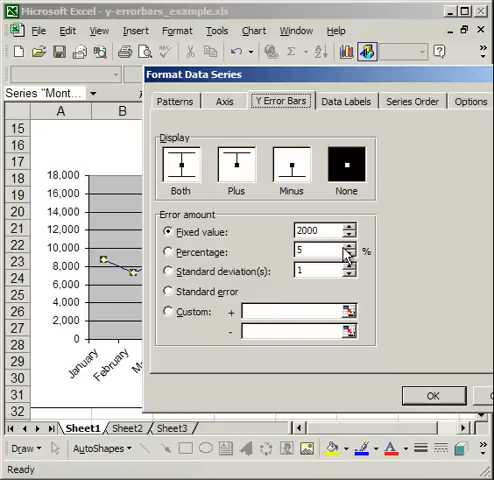 Microsoft Excel - y-errorbars_example.xls
File Edit View Insert Format Tools Chart Window Help
Series "Mont...
Format Data Series
Patterns Axis Y Error Bars Data Labels Series Order Options
Display
Both Plus Minus None
Error amount
Fixed value: 2000
Percentage: 5 %
Standard deviation(s): 1
Standard error
Custom: +
-
OK
A B
15
16
17
18
19
20
21
22
23
24
25
26
27
28
29
30
31
32
18,000
16,000
14,000
12,000
10,000
8,000
6,000
4,000
2,000
0
January
February
Sheet1 Sheet2 Sheet3
Draw AutoShapes
Ready